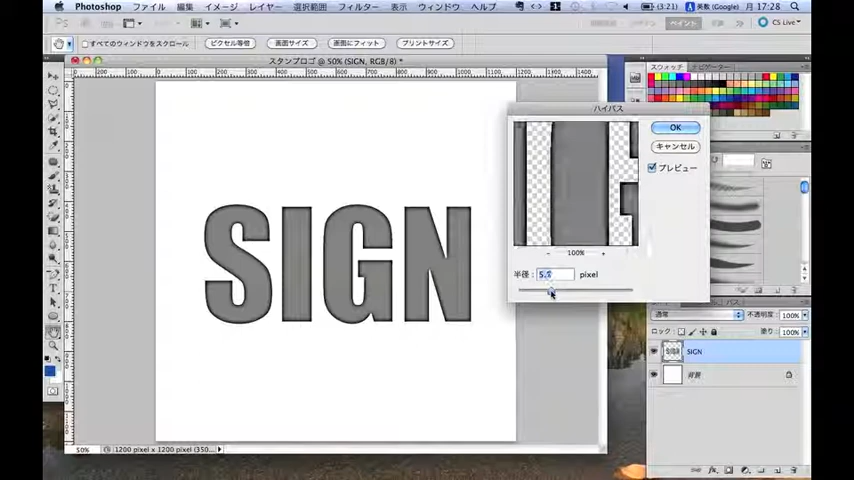 Photoshop ファイル 編集 イメージ レイヤー 選択範囲 フィルター 表示 ウィンドウ ヘルプ
(3:21) 英数 (Google) 月 17:28
ペイント CS Live
すべてのウィンドウをスクロール ピクセル等倍 画面サイズ 画面にフィット プリントサイズ
スタンプロゴ @ 50% (SIGN, RGB/8) *
スウォッチ ナビゲーター
ハイパス
OK
キャンセル
プレビュー
100%
半径 :
pixel
SIGN
通常 不透明度: 100%
ロック: 塗り: 100%
SIGN
背景
50% 1200 pixel x 1200 pixel (350...